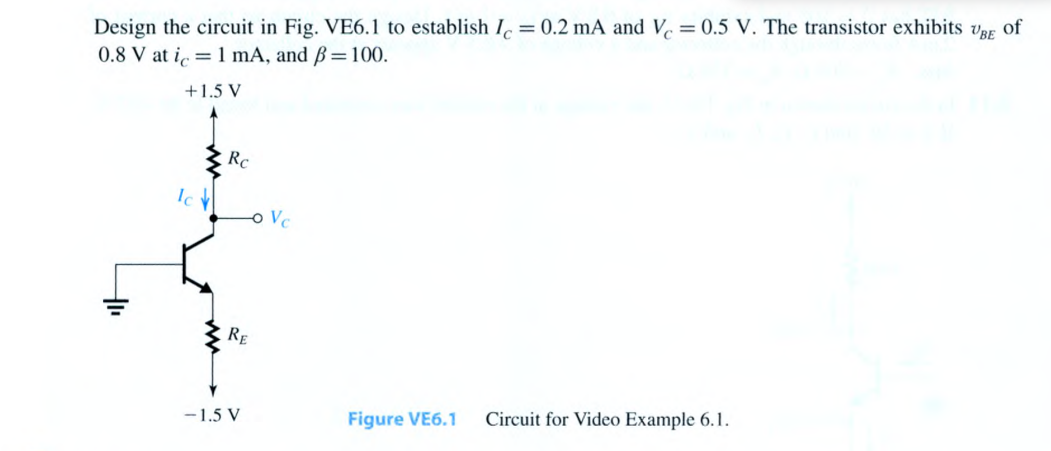 Design the circuit in Fig. VE6.1 to establish I_C = 0.2 mA and V_C = 0.5 V. The transistor exhibits v_BE of
0.8 V at i_C = 1 mA, and β = 100.
+1.5 V
R_C
I_C
V_C
R_E
−1.5 V
Figure VE6.1 Circuit for Video Example 6.1.